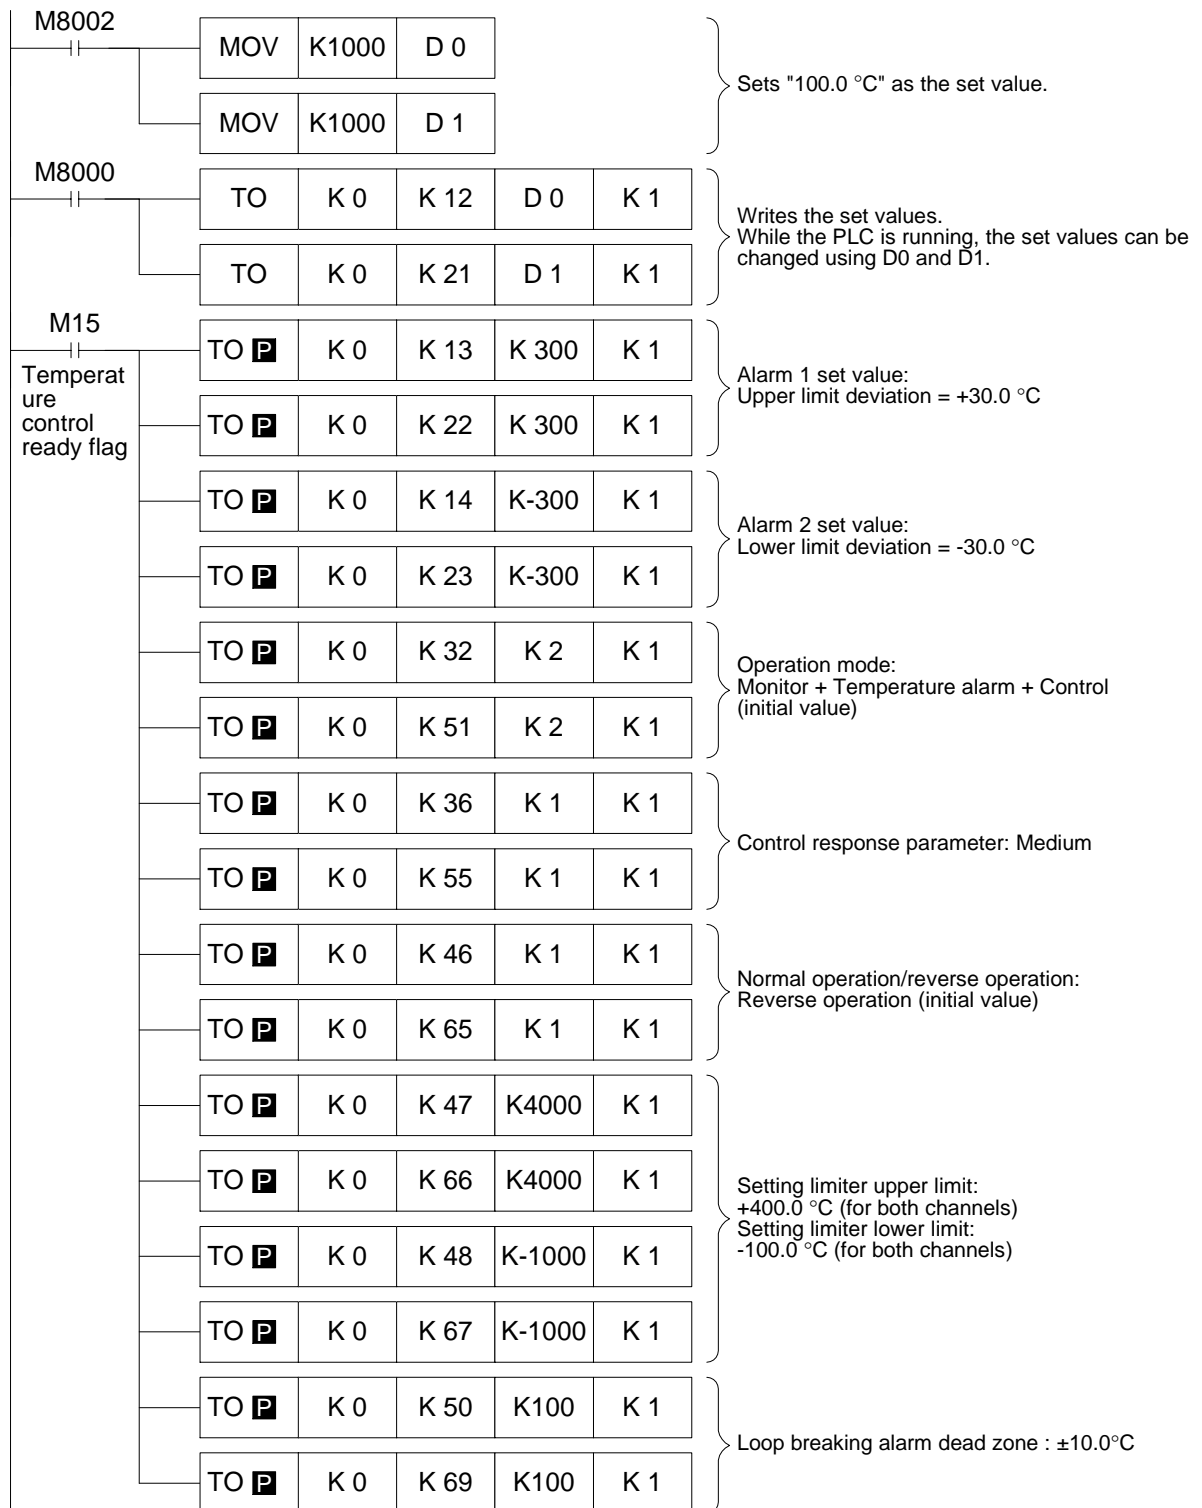 M8002
MOV K1000 D 0
Sets "100.0 °C" as the set value.
MOV K1000 D 1
M8000
TO K 0 K 12 D 0 K 1
Writes the set values.
While the PLC is running, the set values can be
changed using D0 and D1.
TO K 0 K 21 D 1 K 1
M15
Temperat
ure
control
ready flag
TO P K 0 K 13 K 300 K 1
Alarm 1 set value:
Upper limit deviation = +30.0 °C
TO P K 0 K 22 K 300 K 1
TO P K 0 K 14 K-300 K 1
Alarm 2 set value:
Lower limit deviation = -30.0 °C
TO P K 0 K 23 K-300 K 1
TO P K 0 K 32 K 2 K 1
Operation mode:
Monitor + Temperature alarm + Control
(initial value)
TO P K 0 K 51 K 2 K 1
TO P K 0 K 36 K 1 K 1
Control response parameter: Medium
TO P K 0 K 55 K 1 K 1
TO P K 0 K 46 K 1 K 1
Normal operation/reverse operation:
Reverse operation (initial value)
TO P K 0 K 65 K 1 K 1
TO P K 0 K 47 K4000 K 1
TO P K 0 K 66 K4000 K 1
Setting limiter upper limit:
+400.0 °C (for both channels)
Setting limiter lower limit:
-100.0 °C (for both channels)
TO P K 0 K 48 K-1000 K 1
TO P K 0 K 67 K-1000 K 1
TO P K 0 K 50 K100 K 1
Loop breaking alarm dead zone : ±10.0°C
TO P K 0 K 69 K100 K 1